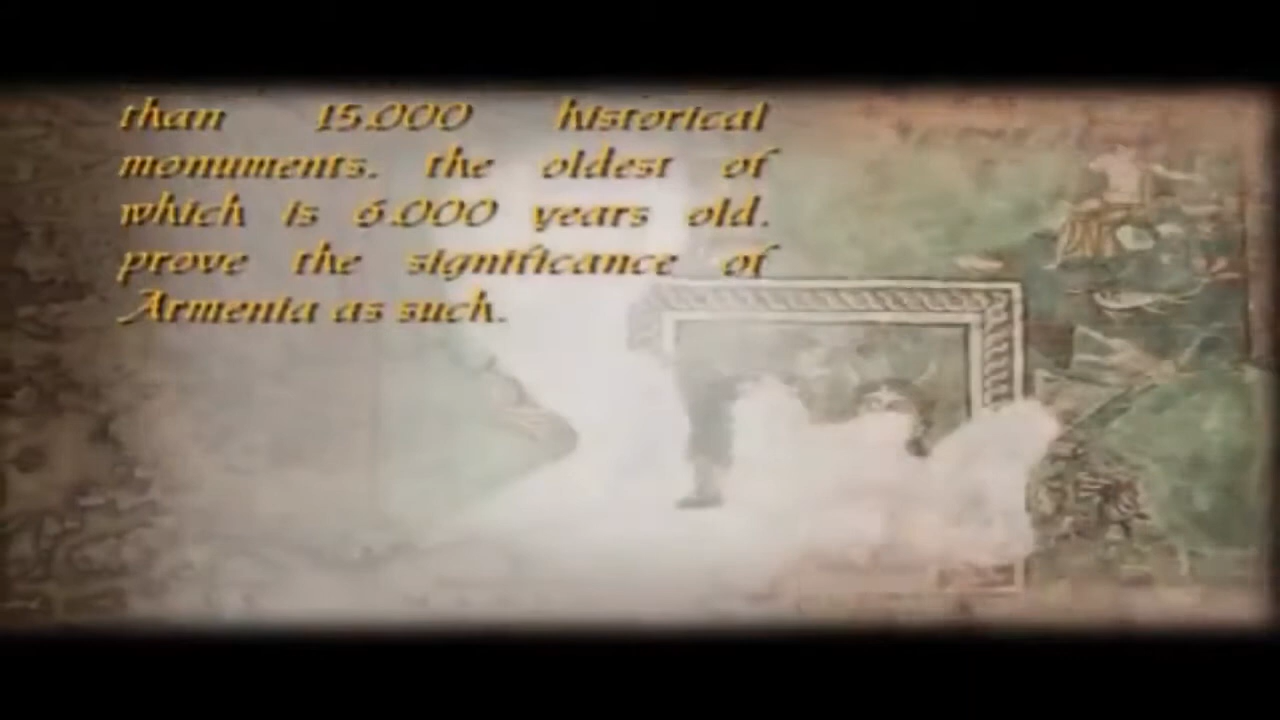 than 15.000 historical
monuments, the oldest of
which is 6.000 years old,
prove the significance of
Armenia as such.